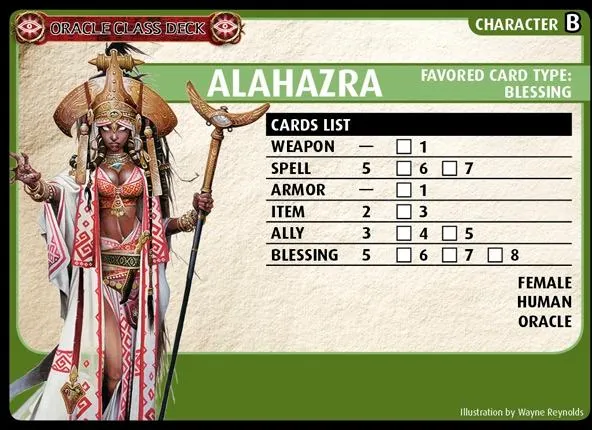 ORACLE CLASS DECK
CHARACTER B
ALAHAZRA
FAVORED CARD TYPE:
BLESSING
CARDS LIST
WEAPON — ☐ 1
SPELL 5 ☐ 6 ☐ 7
ARMOR — ☐ 1
ITEM 2 ☐ 3
ALLY 3 ☐ 4 ☐ 5
BLESSING 5 ☐ 6 ☐ 7 ☐ 8
FEMALE
HUMAN
ORACLE
Illustration by Wayne Reynolds